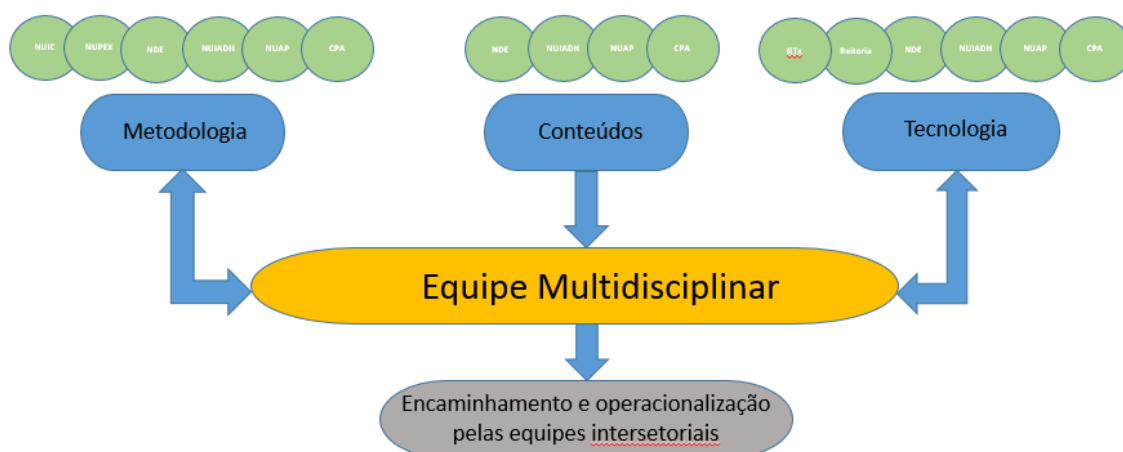 NUIC NUPEX NDE NUIADH NUAP CPA
NDE NUIADH NUAP CPA
GTs Reitoria NDE NUIADH NUAP CPA
Metodologia
Conteúdos
Tecnologia
Equipe Multidisciplinar
Encaminhamento e operacionalização
pelas equipes intersetoriais